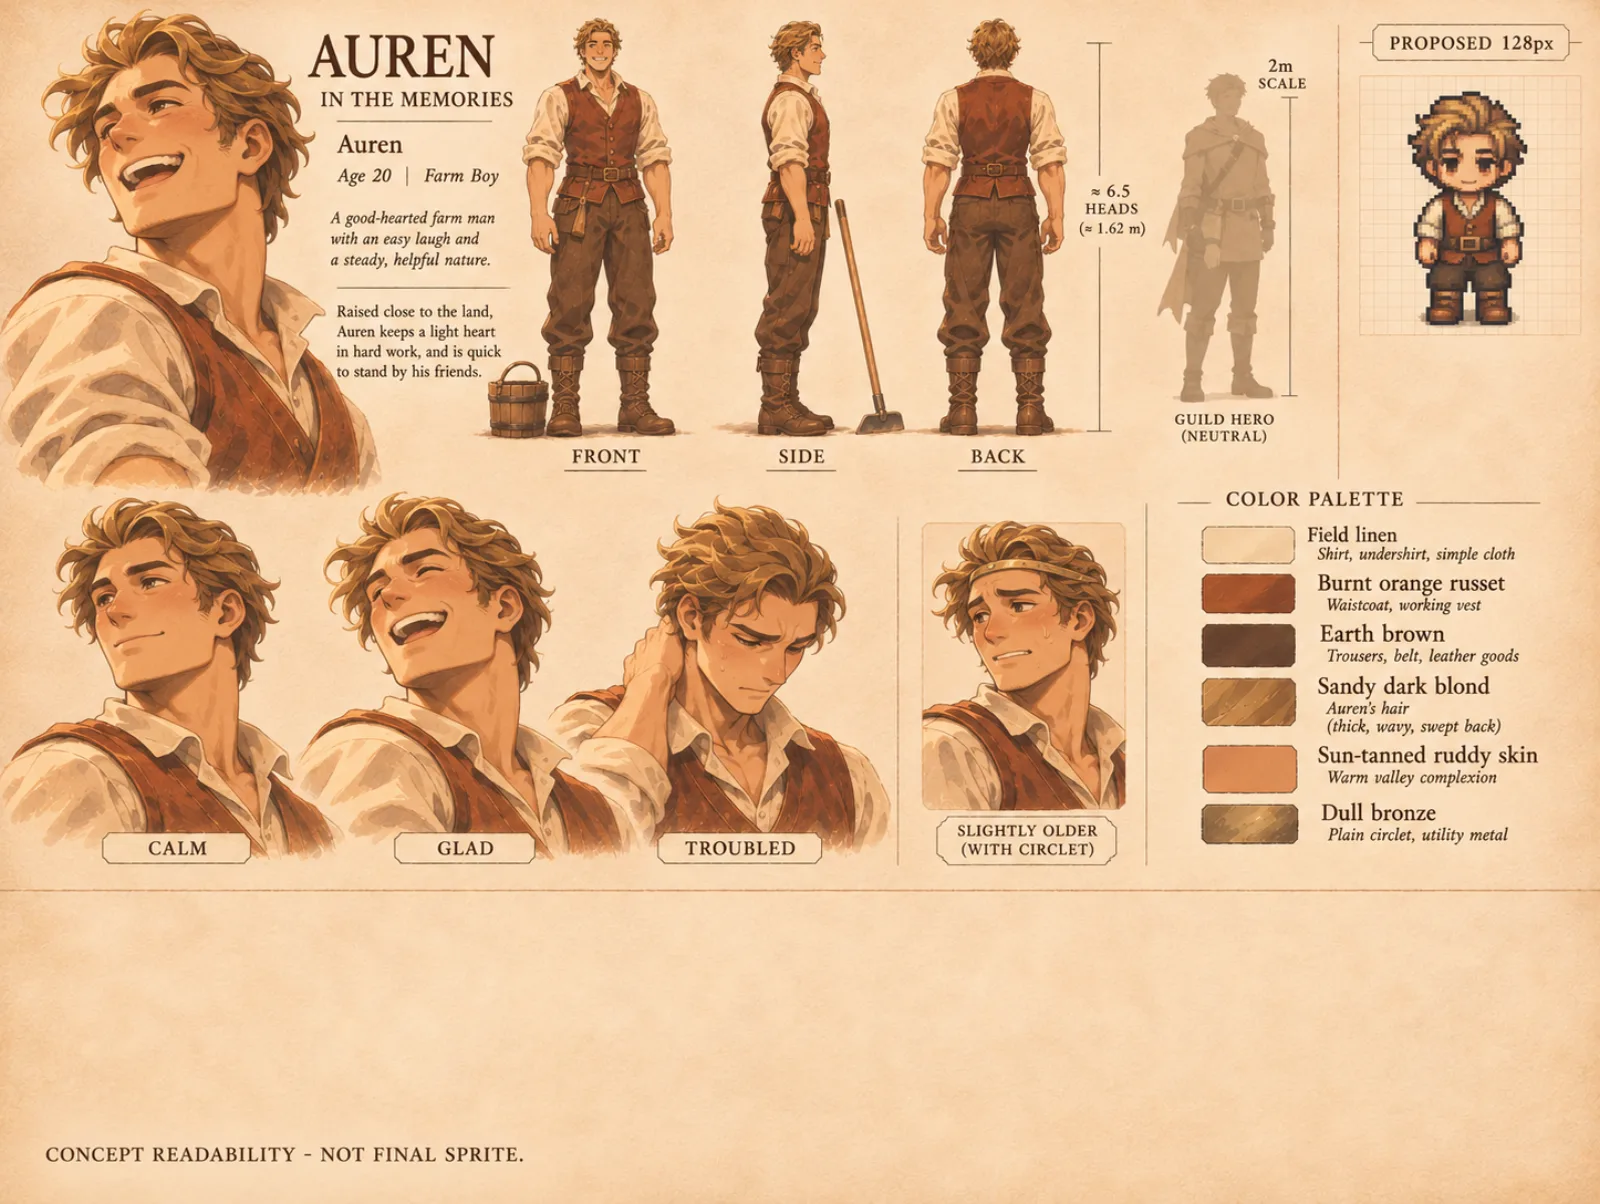 AUREN
IN THE MEMORIES
Auren
Age 20 | Farm Boy
A good-hearted farm man
with an easy laugh and
a steady, helpful nature.
Raised close to the land,
Auren keeps a light heart
in hard work, and is quick
to stand by his friends.
FRONT
SIDE
BACK
≈ 6.5
HEADS
(≈ 1.62 m)
2m
SCALE
GUILD HERO
(NEUTRAL)
PROPOSED 128px
CALM
GLAD
TROUBLED
SLIGHTLY OLDER
(WITH CIRCLET)
COLOR PALETTE
Field linen
Shirt, undershirt, simple cloth
Burnt orange russet
Waistcoat, working vest
Earth brown
Trousers, belt, leather goods
Sandy dark blond
Auren's hair
(thick, wavy, swept back)
Sun-tanned ruddy skin
Warm valley complexion
Dull bronze
Plain circlet, utility metal
CONCEPT READABILITY - NOT FINAL SPRITE.